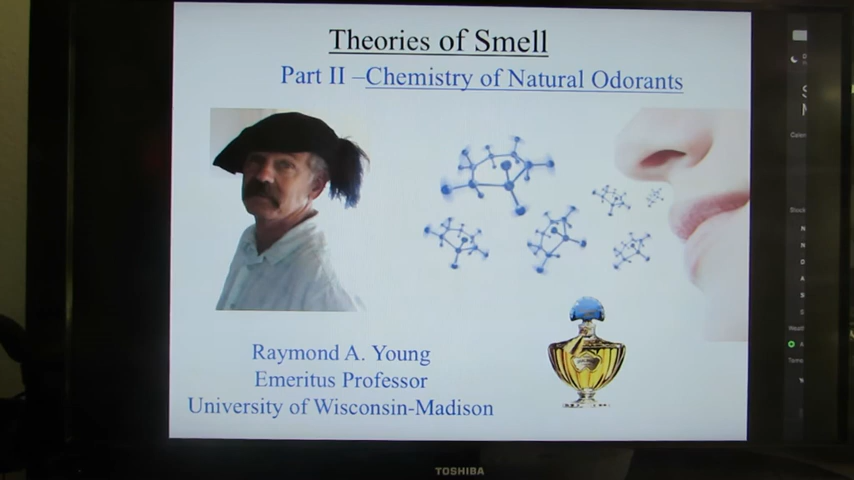 Theories of Smell
Part II –Chemistry of Natural Odorants
Raymond A. Young
Emeritus Professor
University of Wisconsin-Madison
TOSHIBA